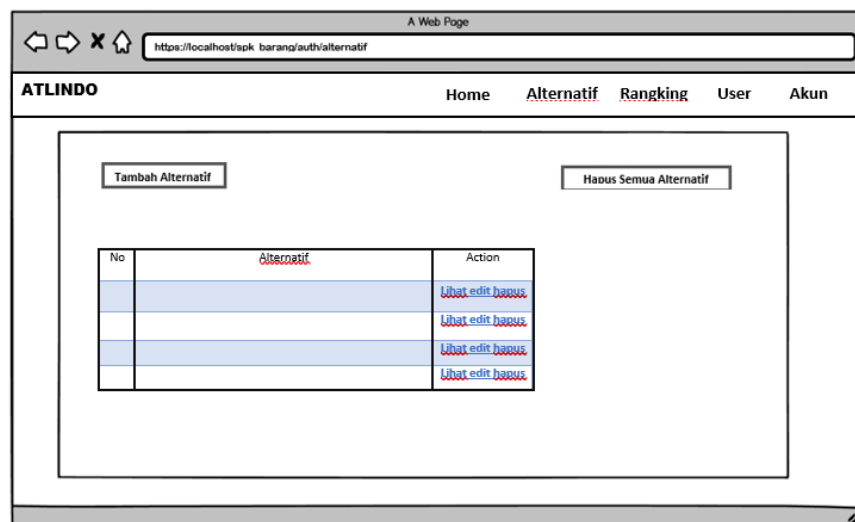 A Web Page
https://localhost/spk_barang/auth/alternatif
ATLINDO Home Alternatif Rangking User Akun
Tambah Alternatif Hapus Semua Alternatif
No Alternatif Action
Lihat edit hapus
Lihat edit hapus
Lihat edit hapus
Lihat edit hapus